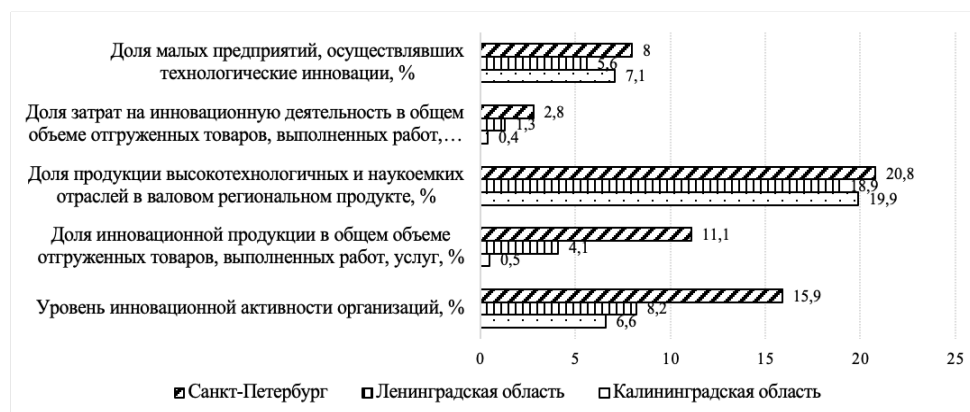 Доля малых предприятий, осуществлявших
технологические инновации, %
8
5,6
7,1
Доля затрат на инновационную деятельность в общем
объеме отгруженных товаров, выполненных работ,…
2,8
1,3
0,4
Доля продукции высокотехнологичных и наукоемких
отраслей в валовом региональном продукте, %
20,8
18,9
19,9
Доля инновационной продукции в общем объеме
отгруженных товаров, выполненных работ, услуг, %
11,1
4,1
0,5
Уровень инновационной активности организаций, %
15,9
8,2
6,6
0 5 10 15 20 25
Санкт-Петербург Ленинградская область Калининградская область